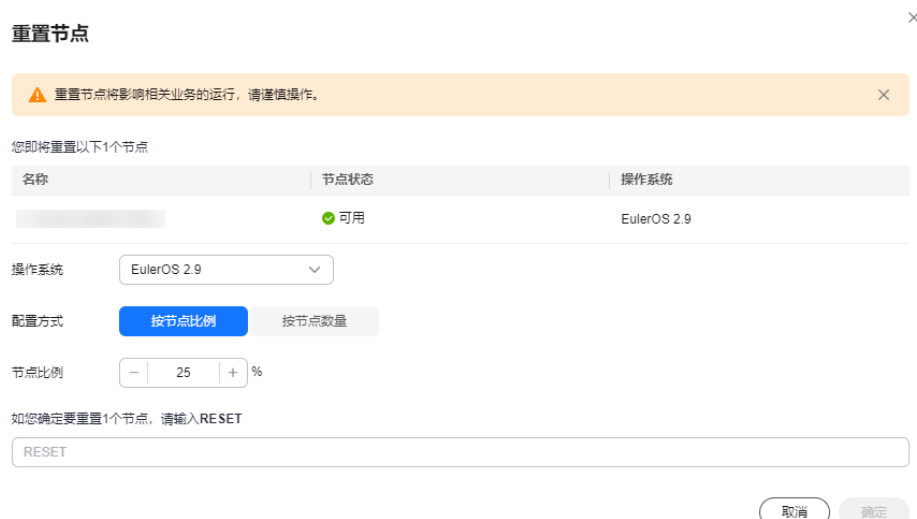 重置节点
重置节点将影响相关业务的运行，请谨慎操作。
您即将重置以下1个节点
名称 节点状态 操作系统
可用 EulerOS 2.9
操作系统 EulerOS 2.9
配置方式 按节点比例 按节点数量
节点比例 − 25 + %
如您确定要重置1个节点，请输入RESET
RESET
取消 确定